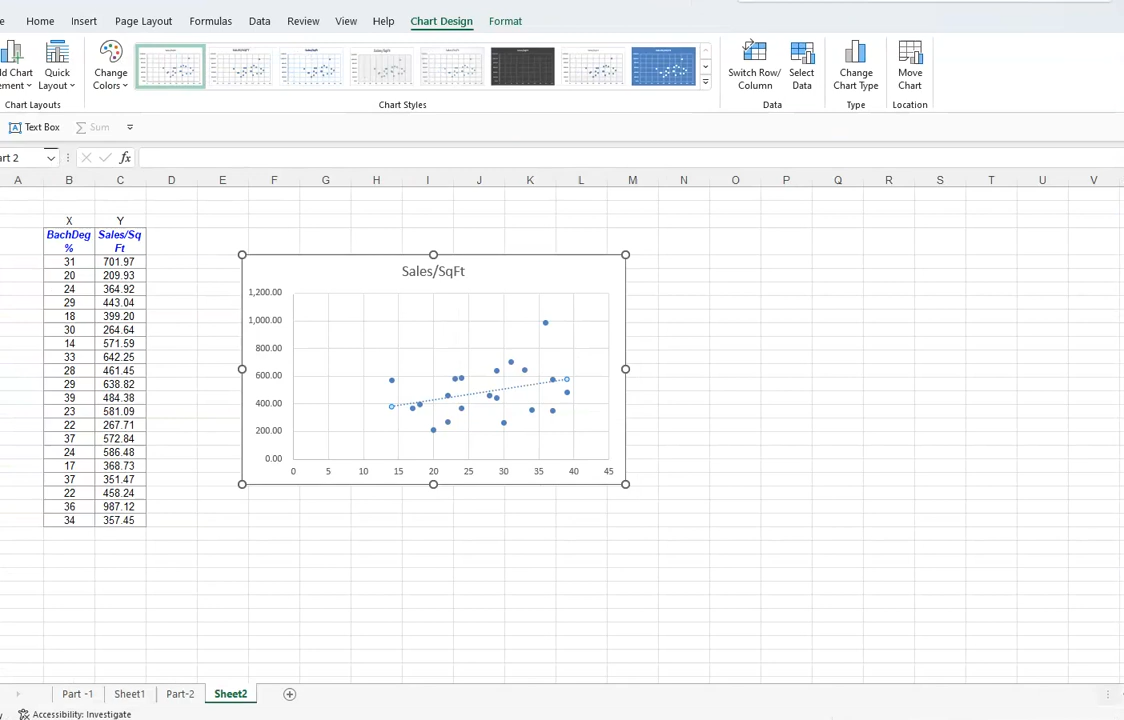 e Home Insert Page Layout Formulas Data Review View Help Chart Design Format
dd Chart Quick Change Switch Row/ Select Change Move
ment Layout Colors Column Data Chart Type Chart
Chart Layouts Chart Styles Data Type Location
A Text Box Σ Sum
art 2 fx
A B C D E F G H I J K L M N O P Q R S T U V
X Y
BachDeg Sales/Sq
% Ft
31 701.97
20 209.93
24 364.92
29 443.04
18 399.20
30 264.64
14 571.59
33 642.25
28 461.45
29 638.82
39 484.38
23 581.09
22 267.71
37 572.84
24 586.48
17 368.73
37 351.47
22 458.24
36 987.12
34 357.45
Sales/SqFt
1,200.00
1,000.00
800.00
600.00
400.00
200.00
0.00
0 5 10 15 20 25 30 35 40 45
Part -1 Sheet1 Part-2 Sheet2
Accessibility: Investigate